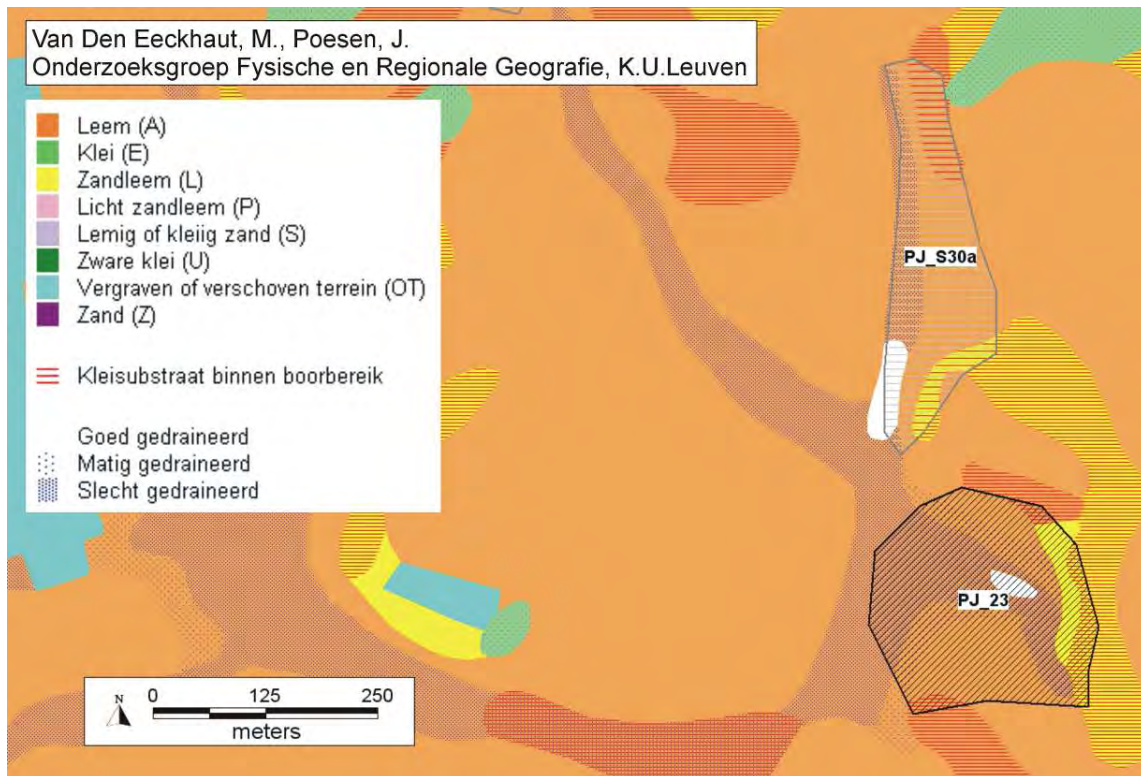 Van Den Eeckhaut, M., Poesen, J.
Onderzoeksgroep Fysische en Regionale Geografie, K.U.Leuven
Leem (A)
Klei (E)
Zandleem (L)
Licht zandleem (P)
Lemig of kleiig zand (S)
Zware klei (U)
Vergraven of verschoven terrein (OT)
Zand (Z)
Kleisubstraat binnen boorbereik
Goed gedraineerd
Matig gedraineerd
Slecht gedraineerd
PJ_S30a
PJ_23
N 0 125 250
meters